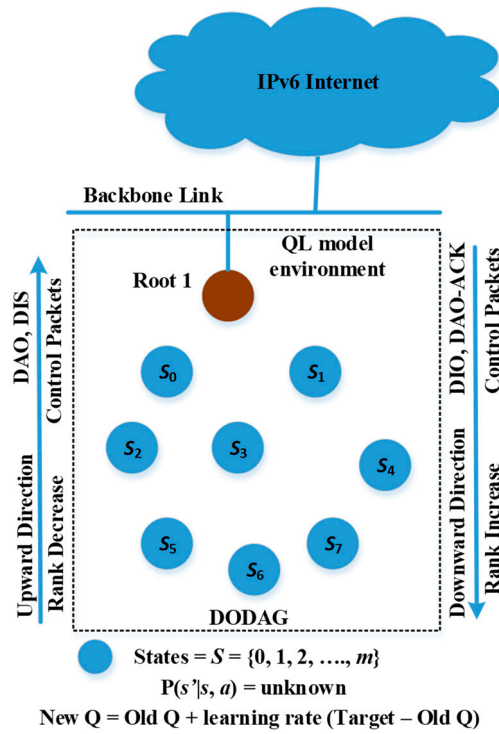 IPv6 Internet
Backbone Link
QL model
environment
Root 1
DAO, DIS
Control Packets
Upward Direction
Rank Decrease
DIO, DAO-ACK
Control Packets
Downward Direction
Rank Increase
S0
S1
S2
S3
S4
S5
S6
S7
DODAG
States = S = {0, 1, 2, …., m}
P(s'|s, a) = unknown
New Q = Old Q + learning rate (Target – Old Q)